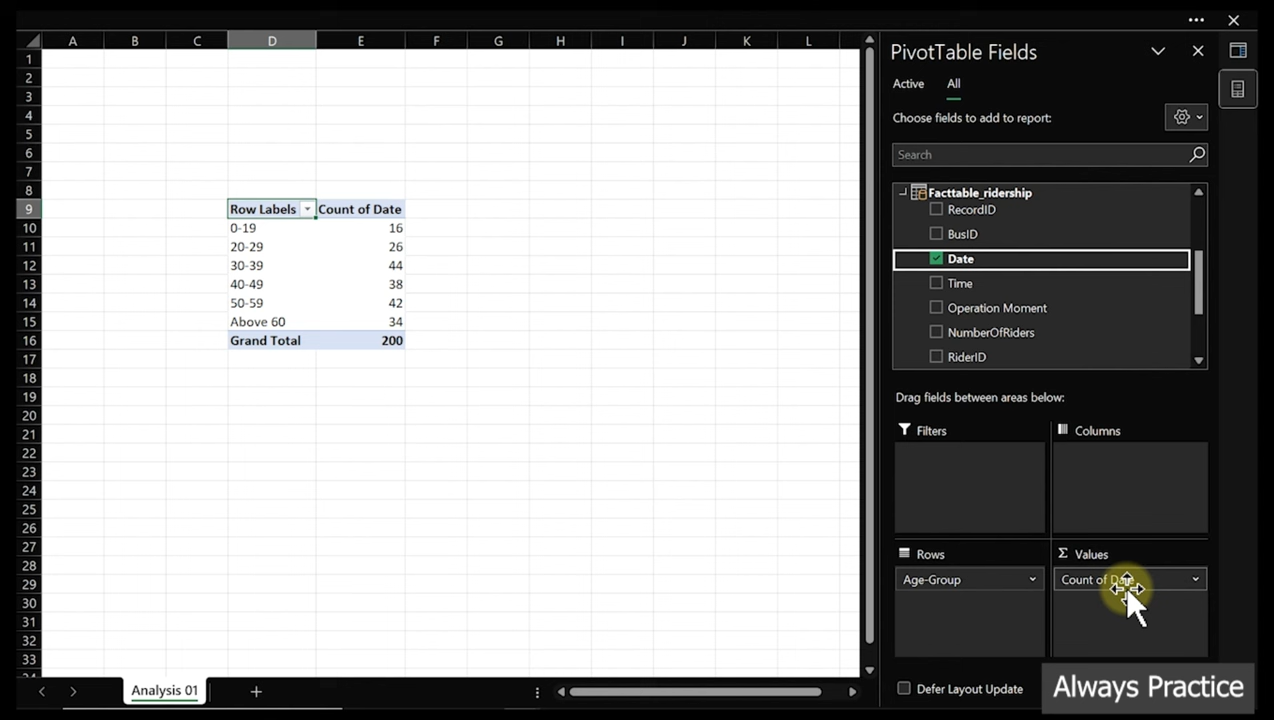 PivotTable Fields
Active All
Choose fields to add to report:
Search
Facttable_ridership
RecordID
BusID
Date
Time
Operation Moment
NumberOfRiders
RiderID
Drag fields between areas below:
Filters
Columns
Rows
Age-Group
Σ Values
Count of Date
Defer Layout Update
A B C D E F G H I J K L
1
2
3
4
5
6
7
8
9 Row Labels Count of Date
10 0-19 16
11 20-29 26
12 30-39 44
13 40-49 38
14 50-59 42
15 Above 60 34
16 Grand Total 200
17
18
19
20
21
22
23
24
25
26
27
28
29
30
31
32
33
Analysis 01
Always Practice